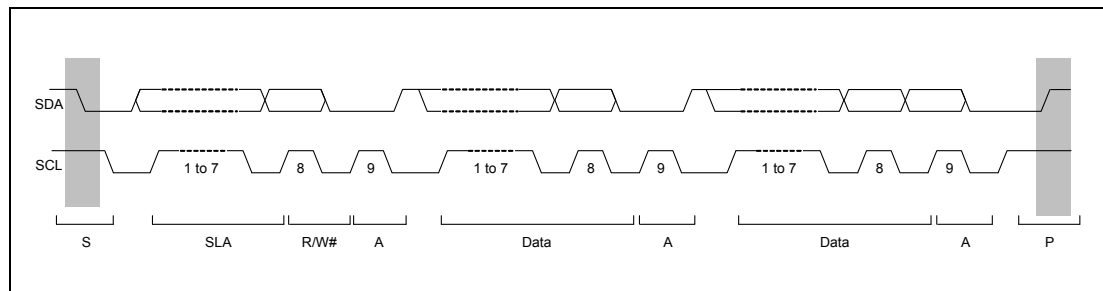 SDA
SCL
1 to 7 8 9 1 to 7 8 9 1 to 7 8 9
S SLA R/W# A Data A Data A P